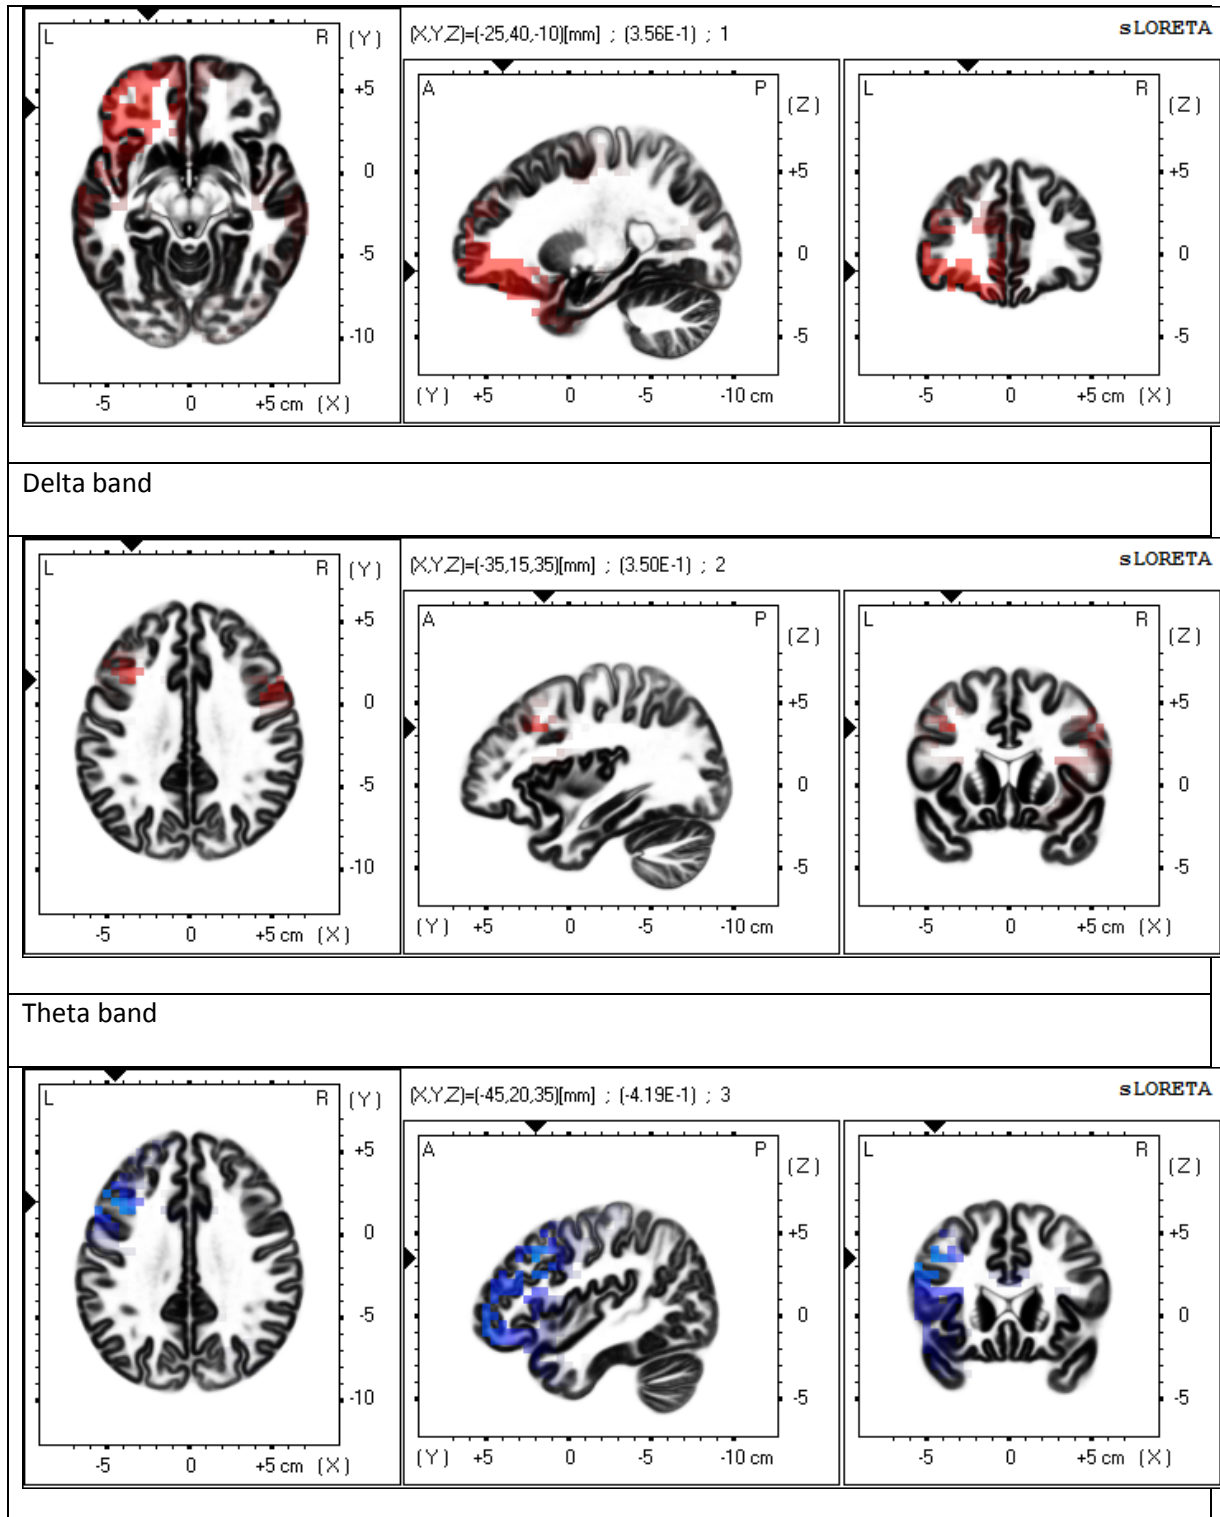 L R (Y) (X,Y,Z)=(-25,40,-10)[mm] ; (3.56E-1) ; 1 sLORETA
A P (Z) L R (Z)
+5
0
-5
-10
+5
0
-5
+5
0
-5
-5 0 +5 cm (X) (Y) +5 0 -5 -10 cm -5 0 +5 cm (X)
Delta band
L R (Y) (X,Y,Z)=(-35,15,35)[mm] ; (3.50E-1) ; 2 sLORETA
A P (Z) L R (Z)
+5
0
-5
-10
+5
0
-5
+5
0
-5
-5 0 +5 cm (X) (Y) +5 0 -5 -10 cm -5 0 +5 cm (X)
Theta band
L R (Y) (X,Y,Z)=(-45,20,35)[mm] ; (-4.19E-1) ; 3 sLORETA
A P (Z) L R (Z)
+5
0
-5
-10
+5
0
-5
+5
0
-5
-5 0 +5 cm (X) (Y) +5 0 -5 -10 cm -5 0 +5 cm (X)